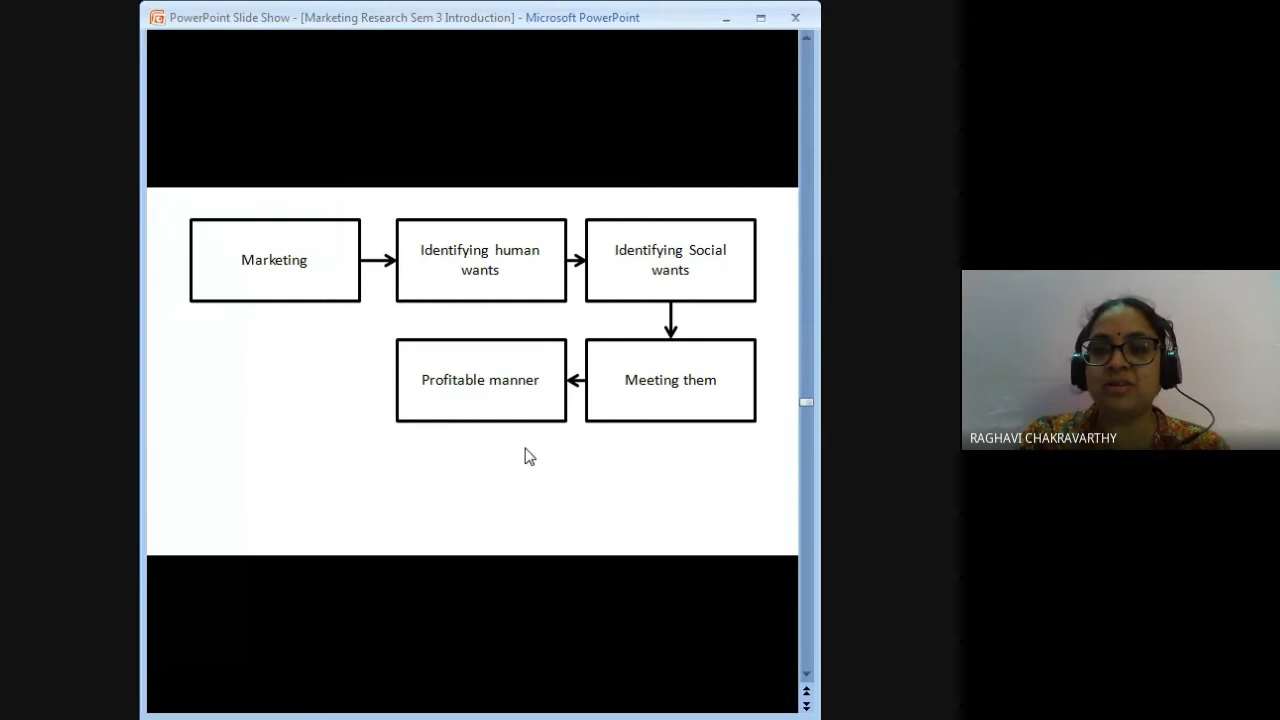 PowerPoint Slide Show - [Marketing Research Sem 3 Introduction] - Microsoft PowerPoint
Marketing
Identifying human
wants
Identifying Social
wants
Profitable manner
Meeting them
RAGHAVI CHAKRAVARTHY